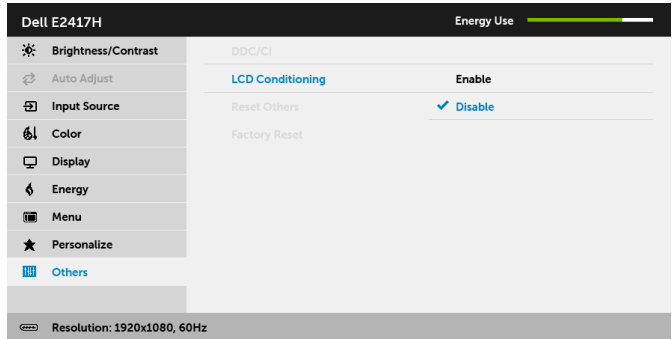 Dell E2417H Energy Use
Brightness/Contrast DDC/CI
Auto Adjust LCD Conditioning Enable
Input Source Reset Others Disable
Color Factory Reset
Display
Energy
Menu
Personalize
Others
Resolution: 1920x1080, 60Hz